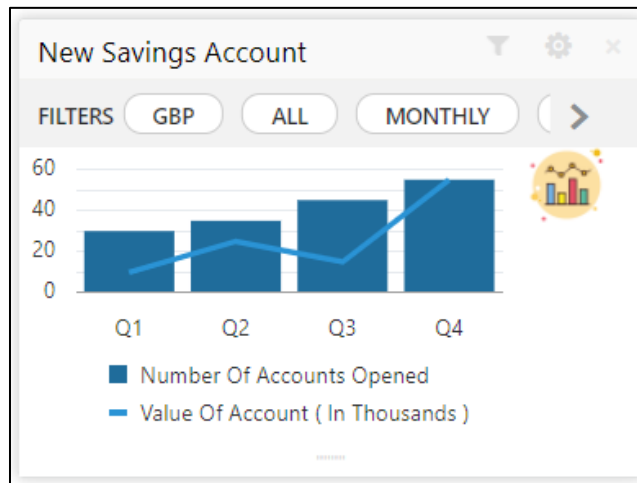 New Savings Account
FILTERS GBP ALL MONTHLY
60
40
20
0
Q1 Q2 Q3 Q4
Number Of Accounts Opened
Value Of Account ( In Thousands )